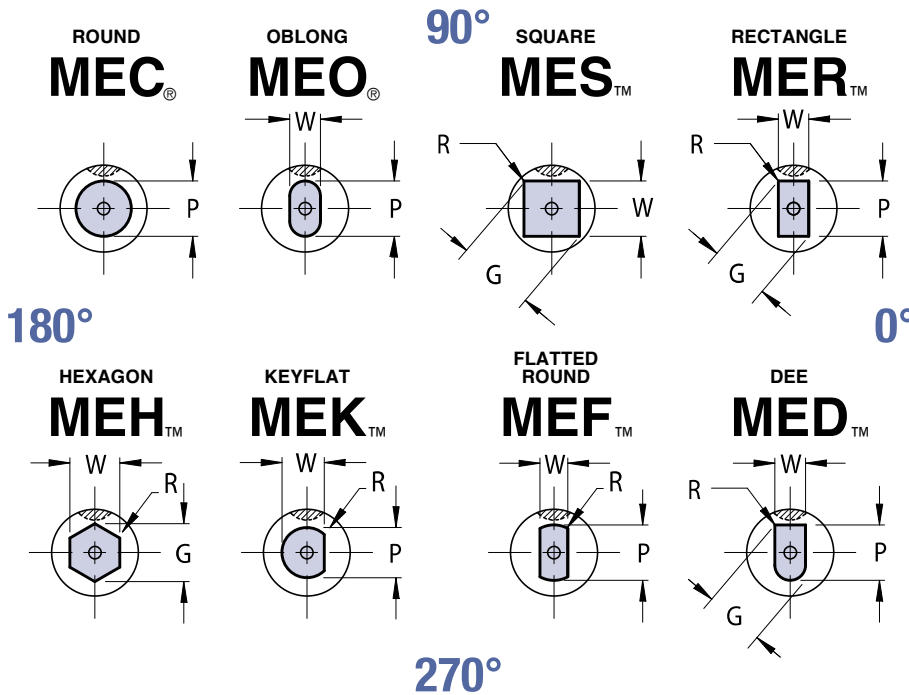 90°
ROUND
MEC®
P
OBLONG
MEO®
W
P
SQUARE
MES™
R
W
G
RECTANGLE
MER™
W
R
P
G
180°
0°
HEXAGON
MEH™
W
R
G
KEYFLAT
MEK™
W
R
P
FLATTED
ROUND
MEF™
W
R
P
DEE
MED™
W
R
P
G
270°